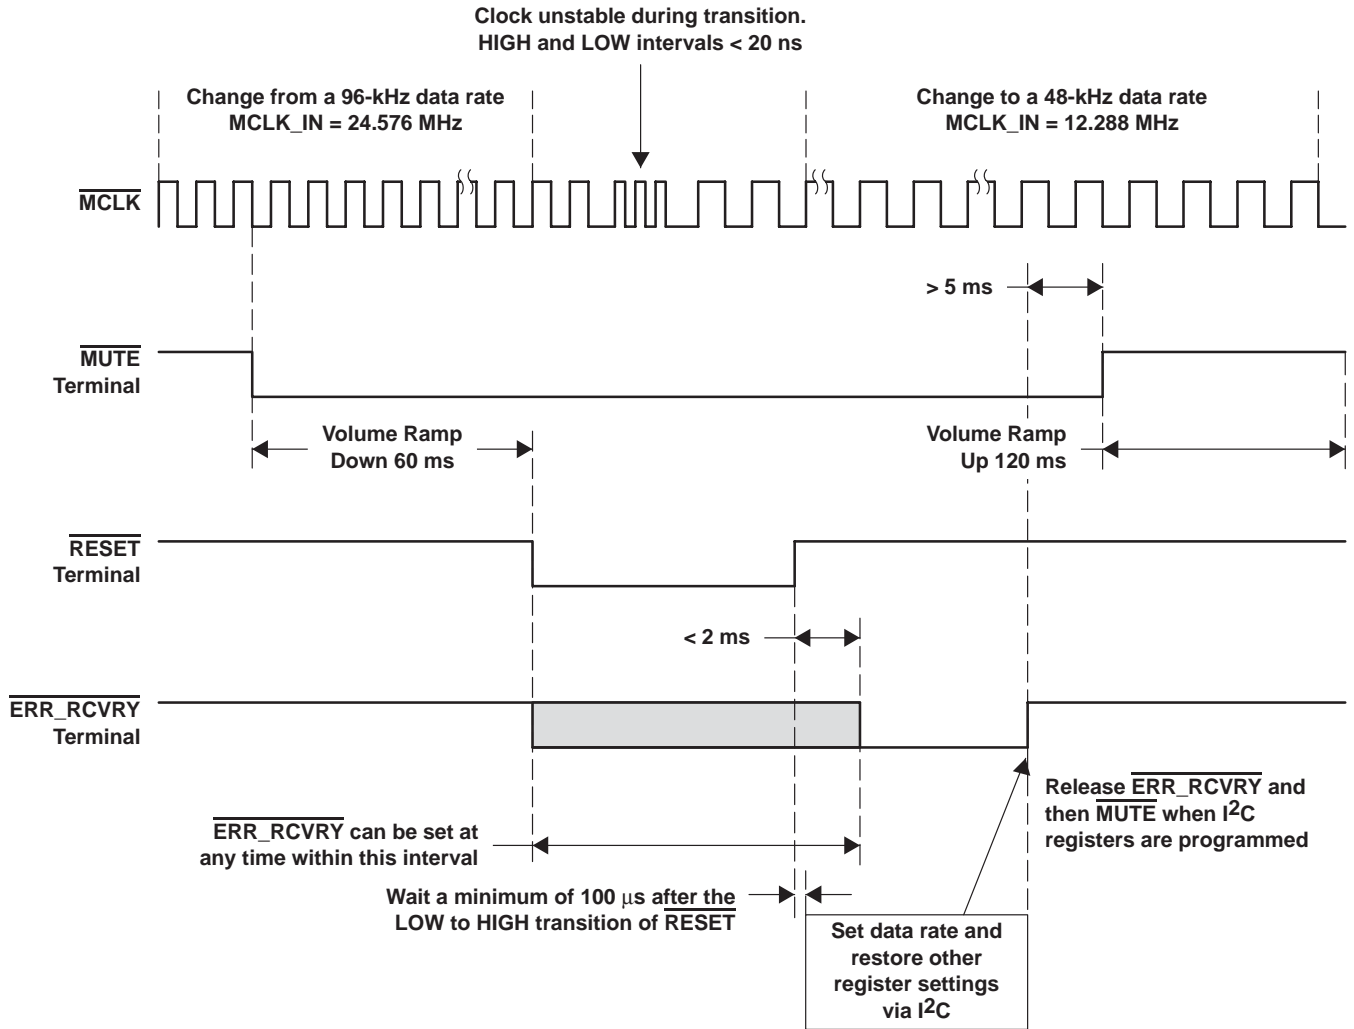 Clock unstable during transition.
HIGH and LOW intervals < 20 ns
Change from a 96-kHz data rate
MCLK_IN = 24.576 MHz
Change to a 48-kHz data rate
MCLK_IN = 12.288 MHz
MCLK
> 5 ms
MUTE
Terminal
Volume Ramp
Down 60 ms
Volume Ramp
Up 120 ms
RESET
Terminal
< 2 ms
ERR_RCVRY
Terminal
ERR_RCVRY can be set at
any time within this interval
Release ERR_RCVRY and
then MUTE when I2C
registers are programmed
Wait a minimum of 100 μs after the
LOW to HIGH transition of RESET
Set data rate and
restore other
register settings
via I2C